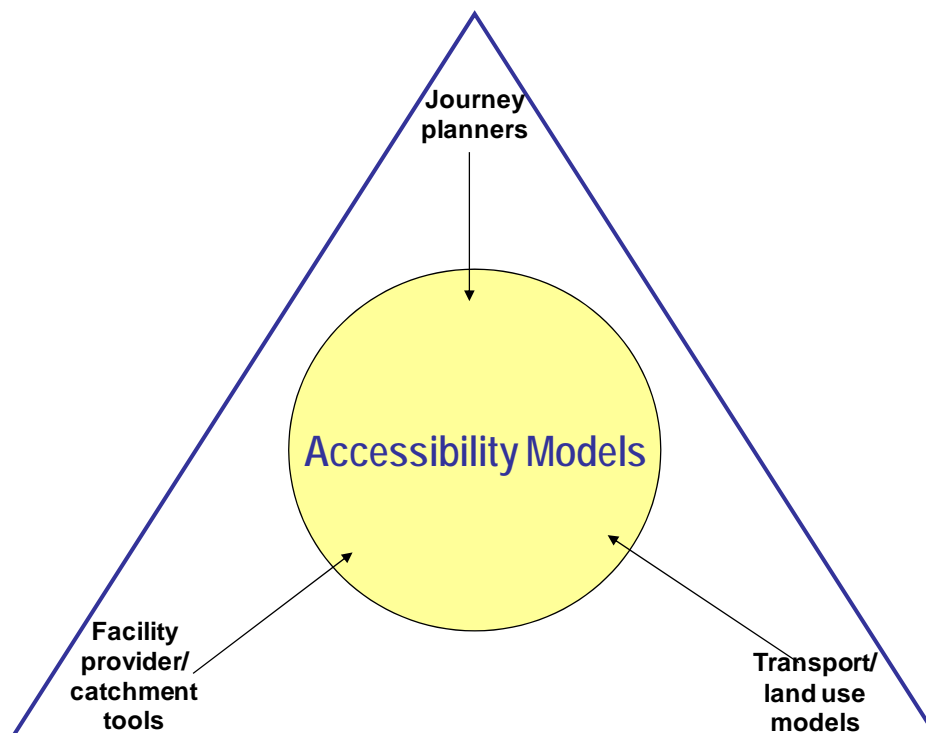 Journey
planners
Accessibility Models
Facility
provider/
catchment
tools
Transport/
land use
models